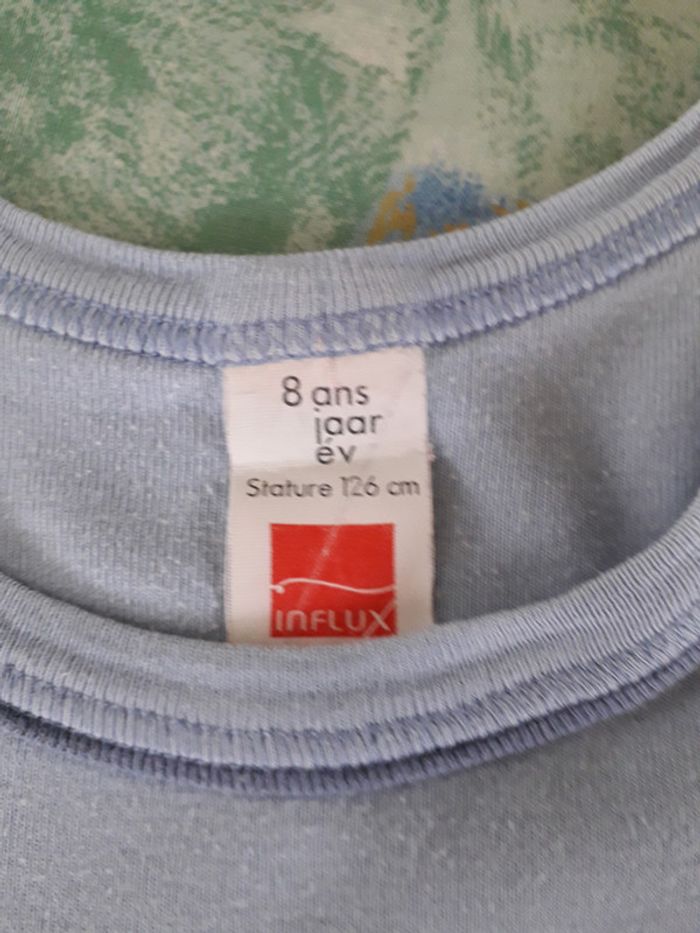 8 ans
jaar
év
Stature 126 cm
INFLUX